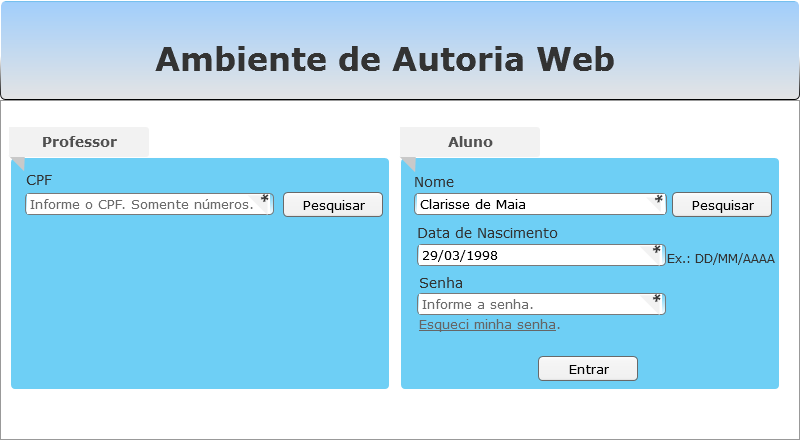 Ambiente de Autoria Web
Professor
CPF
Informe o CPF. Somente números. *
Pesquisar
Aluno
Nome
Clarisse de Maia *
Pesquisar
Data de Nascimento
29/03/1998 *
Ex.: DD/MM/AAAA
Senha
Informe a senha. *
Esqueci minha senha.
Entrar